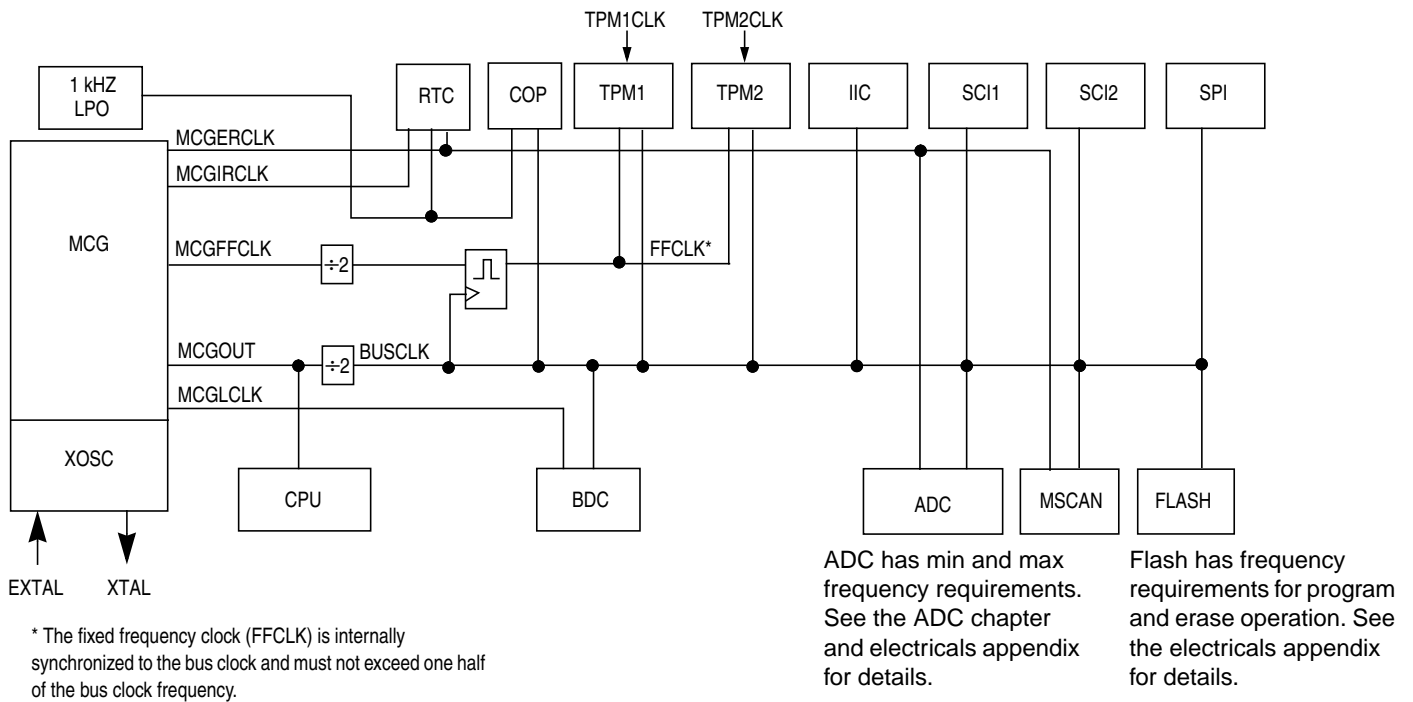 TPM1CLK TPM2CLK
1 kHZ
LPO
RTC COP TPM1 TPM2 IIC SCI1 SCI2 SPI
MCGERCLK
MCGIRCLK
MCG
MCGFFCLK ÷2 FFCLK*
MCGOUT ÷2 BUSCLK
MCGLCLK
XOSC
CPU BDC ADC MSCAN FLASH
EXTAL XTAL
ADC has min and max
frequency requirements.
See the ADC chapter
and electricals appendix
for details.
Flash has frequency
requirements for program
and erase operation. See
the electricals appendix
for details.
* The fixed frequency clock (FFCLK) is internally
synchronized to the bus clock and must not exceed one half
of the bus clock frequency.